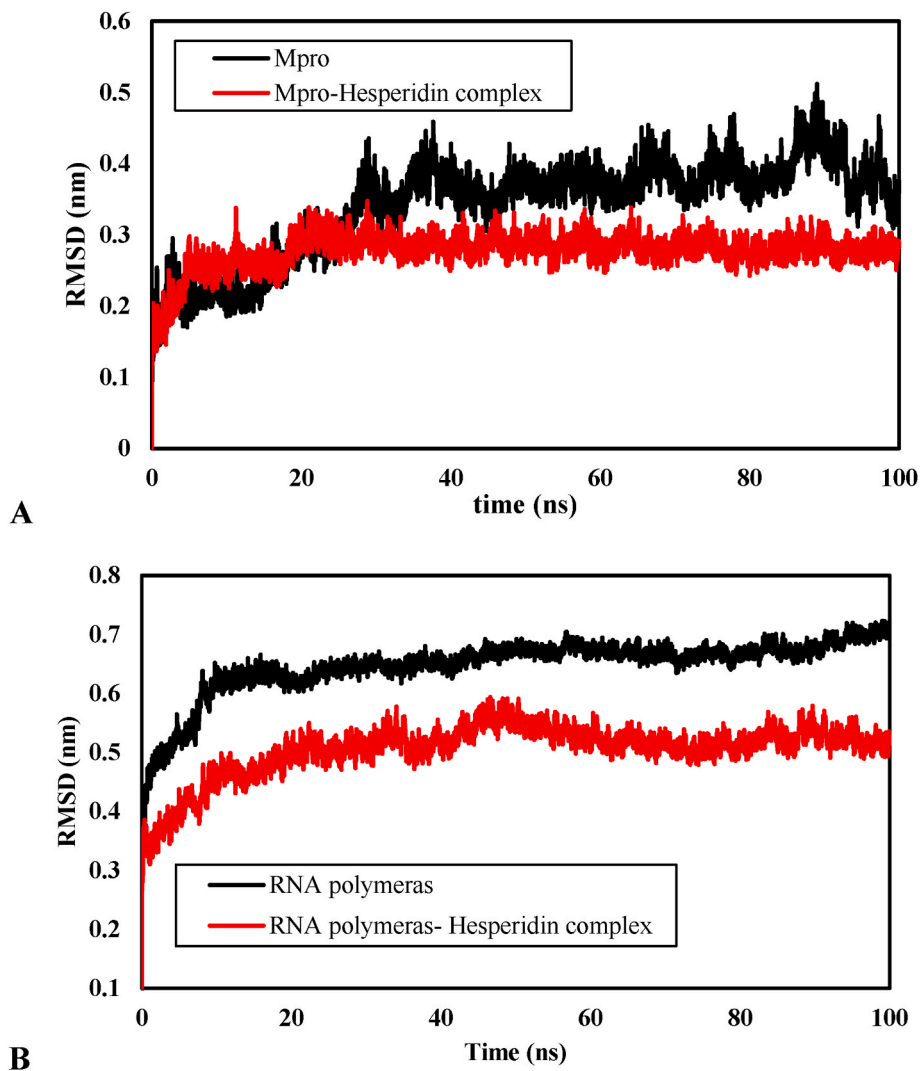 0.6
0.5
0.4
0.3
0.2
0.1
0
RMSD (nm)
Mpro
Mpro-Hesperidin complex
0 20 40 60 80 100
time (ns)
A
0.8
0.7
0.6
0.5
0.4
0.3
0.2
0.1
RMSD (nm)
RNA polymeras
RNA polymeras- Hesperidin complex
0 20 40 60 80 100
Time (ns)
B